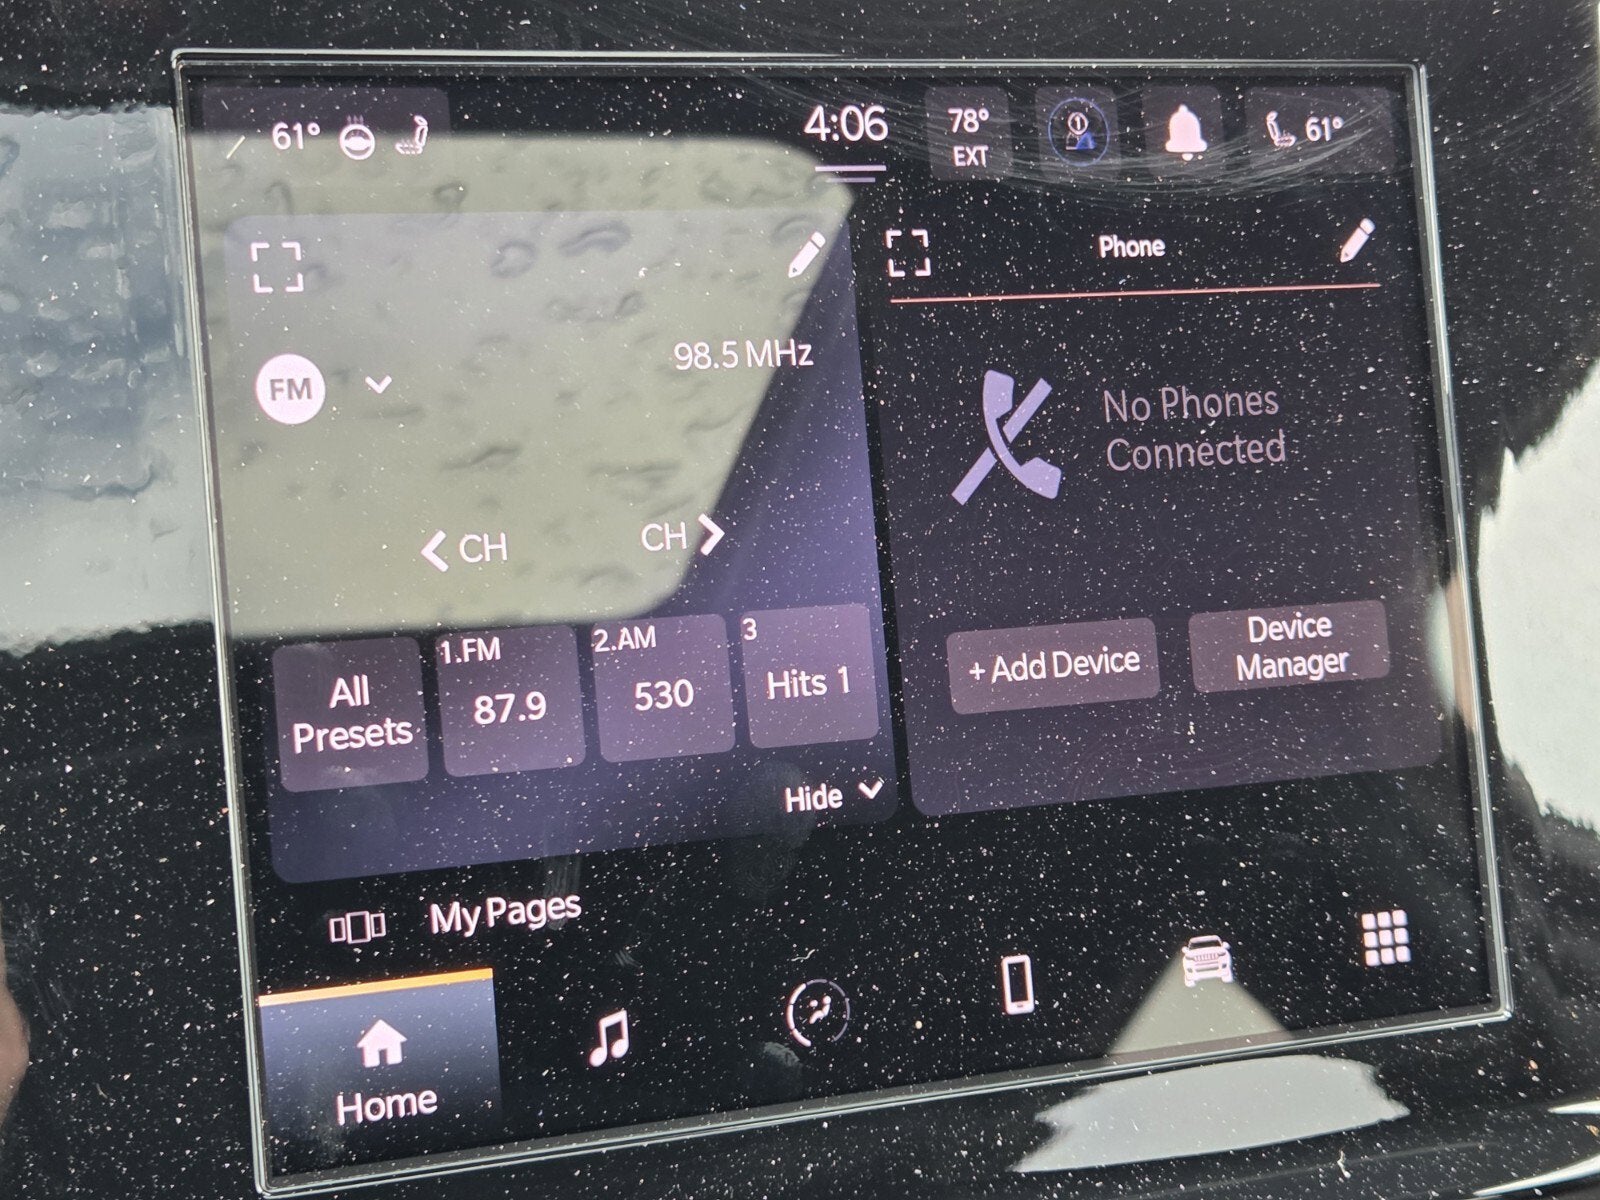 61°
4:06
78°
EXT
61°
Phone
FM
98.5 MHz
No Phones
Connected
CH
CH
All
Presets
1.FM
87.9
2.AM
530
3
Hits 1
+ Add Device
Device
Manager
Hide
My Pages
Home